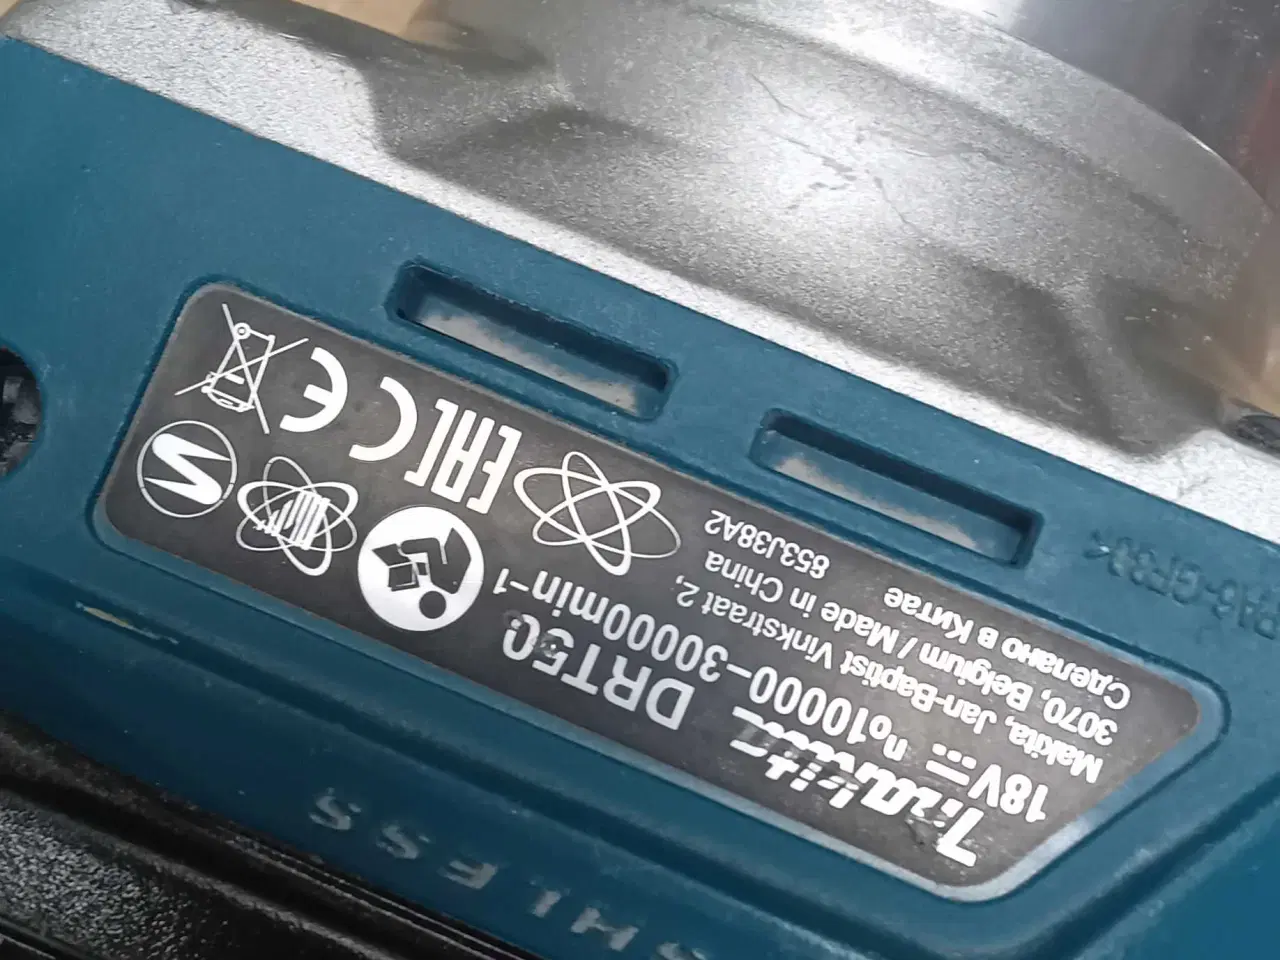 Makita DRT50
18V n₀10000–30000min⁻¹
Makita, Jan-Baptist Vinkstraat 2,
3070, Belgium / Made in China
Сделано в Китае
853J38A2
EAC
CE